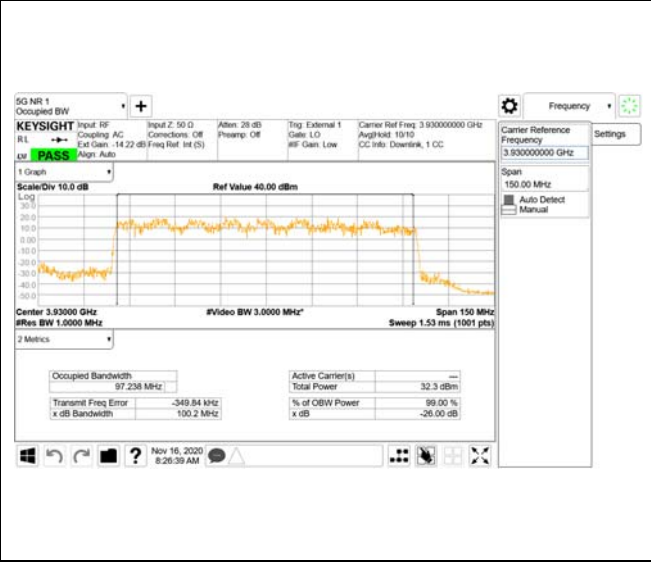 5G NR 1
Occupied BW
+
Frequency
KEYSIGHT
R L
PASS
Input: RF
Coupling: AC
Ext Gain: -14.22 dB
Align: Auto
Input Z: 50 Ω
Corrections: Off
Freq Ref: Int (S)
Atten: 28 dB
Preamp: Off
Trig: External 1
Gate: LO
#IF Gain: Low
Carrier Ref Freq: 3.930000000 GHz
Avg|Hold: 10/10
CC Info: Downlink, 1 CC
Carrier Reference
Frequency
3.930000000 GHz
Settings
Span
150.00 MHz
Auto Detect
Manual
1 Graph
Scale/Div 10.0 dB
Ref Value 40.00 dBm
Log
30.0
20.0
10.0
0.00
-10.0
-20.0
-30.0
-40.0
-50.0
Center 3.93000 GHz
#Video BW 3.0000 MHz*
Span 150 MHz
#Res BW 1.0000 MHz
Sweep 1.53 ms (1001 pts)
2 Metrics
Occupied Bandwidth
97.238 MHz
Active Carrier(s)
---
Total Power
32.3 dBm
Transmit Freq Error
-349.84 kHz
% of OBW Power
99.00 %
x dB Bandwidth
100.2 MHz
x dB
-26.00 dB
?
Nov 16, 2020
8:26:39 AM